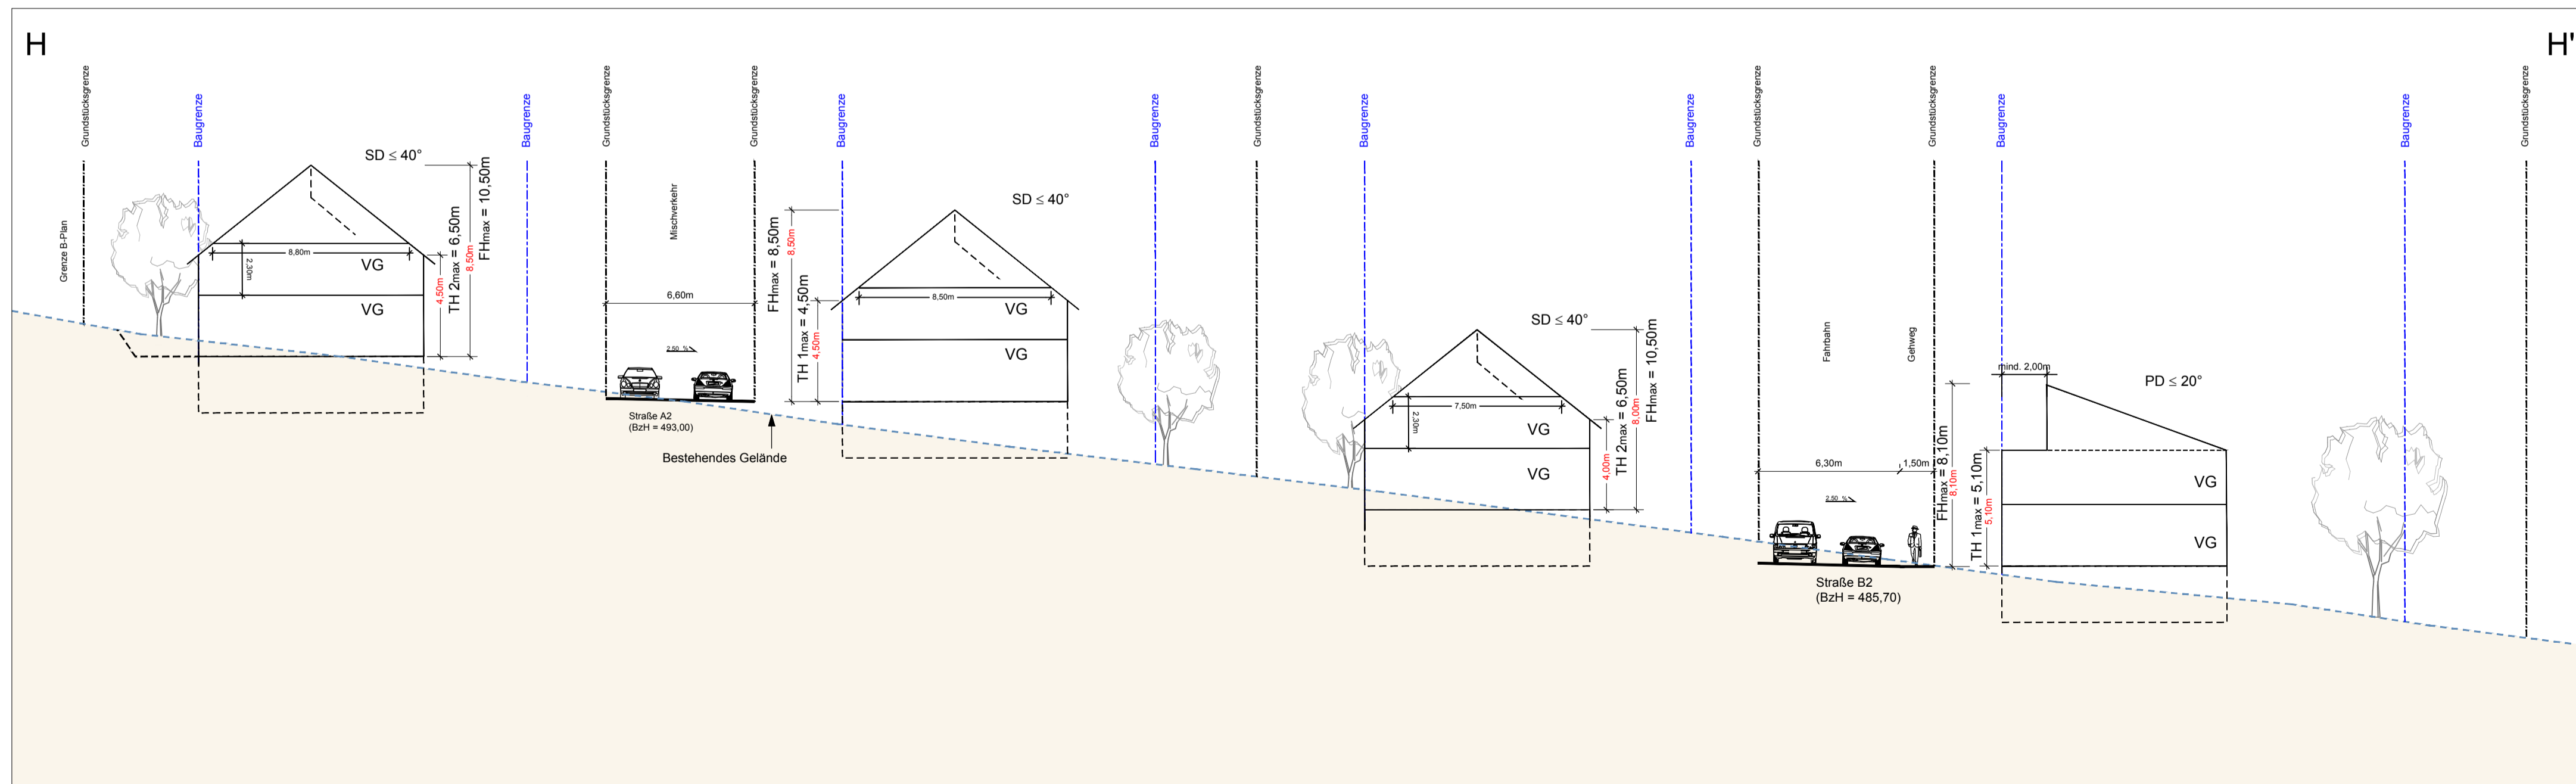 H
H'
Grundstücksgrenze
Baugrenze
Baugrenze
Grundstücksgrenze
Grundstücksgrenze
Baugrenze
Baugrenze
Grundstücksgrenze
Baugrenze
Baugrenze
Grundstücksgrenze
Grundstücksgrenze
Baugrenze
Baugrenze
Grundstücksgrenze
Grenze B-Plan
SD ≤ 40°
8,80m
2,30m
VG
VG
4,50m
TH 2max = 6,50m
8,50m
FHmax = 10,50m
Mischverkehr
6,60m
2,50 %
Straße A2
(BzH = 493,00)
Bestehendes Gelände
FHmax = 8,50m
8,50m
TH 1max = 4,50m
4,50m
SD ≤ 40°
8,50m
VG
VG
SD ≤ 40°
7,50m
2,30m
VG
VG
4,00m
TH 2max = 6,50m
8,00m
FHmax = 10,50m
Fahrbahn
Gehweg
6,30m
1,50m
2,50 %
Straße B2
(BzH = 485,70)
FHmax = 8,10m
8,10m
TH 1max = 5,10m
5,10m
mind. 2,00m
PD ≤ 20°
VG
VG